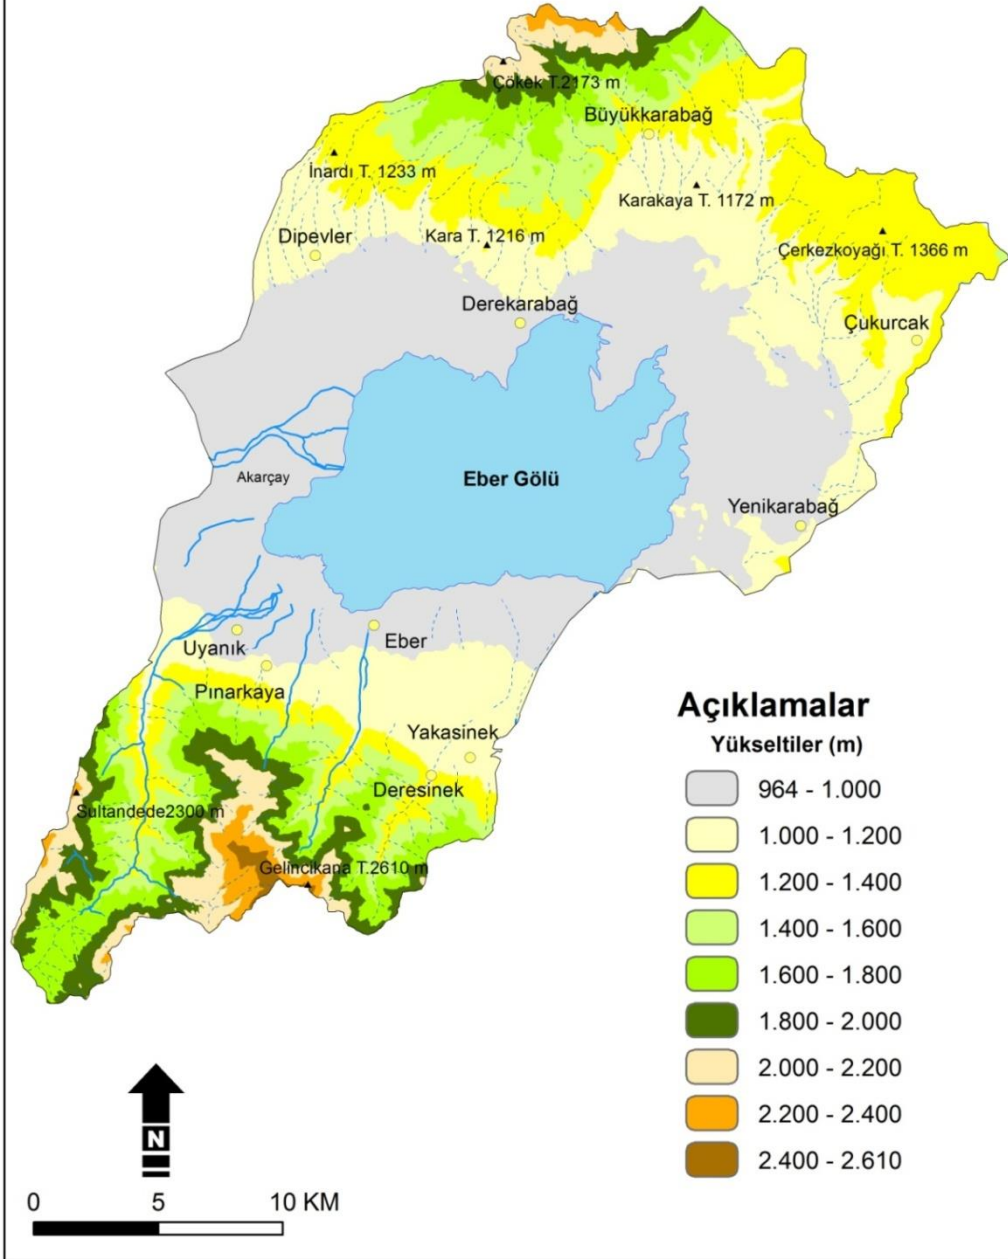 Çökek T.2173 m
Büyükkarabağ
İnardı T. 1233 m
Karakaya T. 1172 m
Dipevler
Kara T. 1216 m
Çerkezkoyağı T. 1366 m
Derekarabağ
Çukurcak
Akarçay
Eber Gölü
Yenikarabağ
Uyanık
Eber
Pınarkaya
Yakasinek
Deresinek
Sultandede2300 m
Gelincikana T.2610 m
Açıklamalar
Yükseltiler (m)
964 - 1.000
1.000 - 1.200
1.200 - 1.400
1.400 - 1.600
1.600 - 1.800
1.800 - 2.000
2.000 - 2.200
2.200 - 2.400
2.400 - 2.610
N
0 5 10 KM